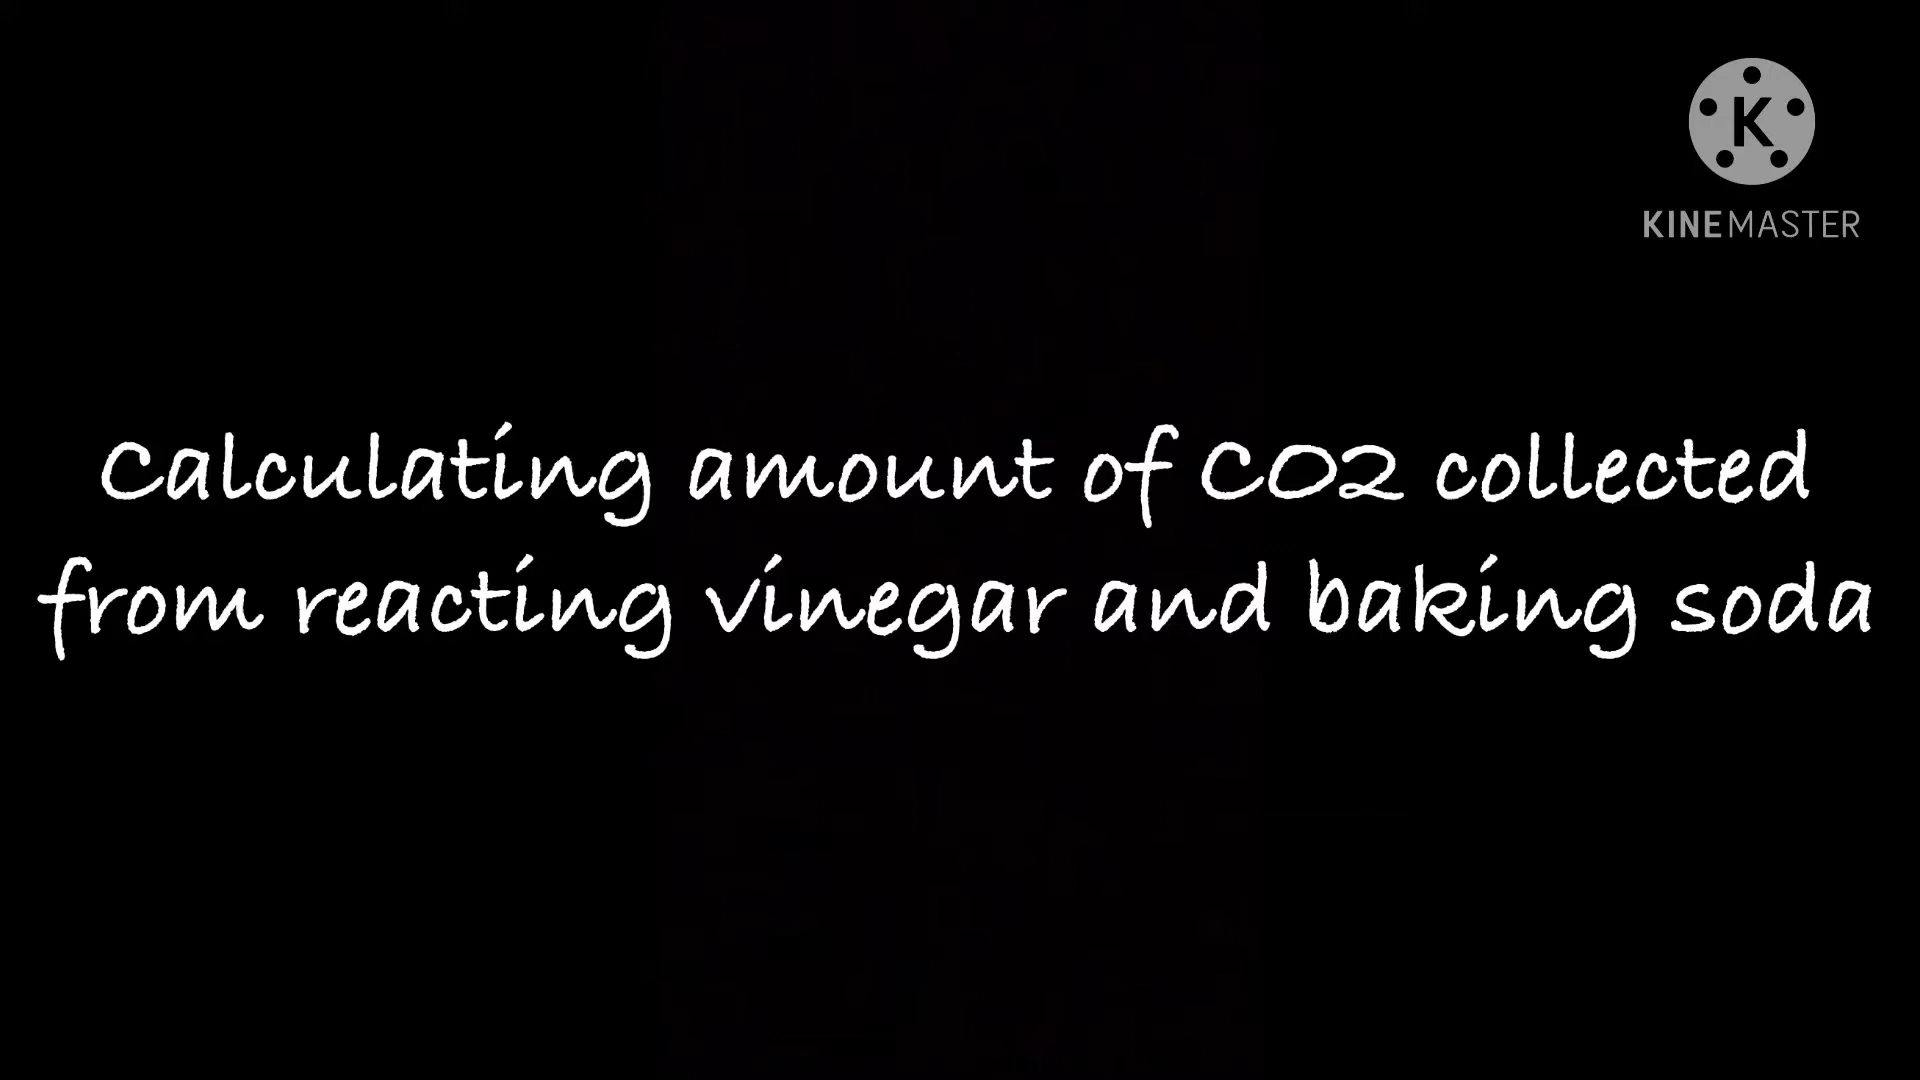 K
KINEMASTER
Calculating amount of CO2 collected
from reacting vinegar and baking soda